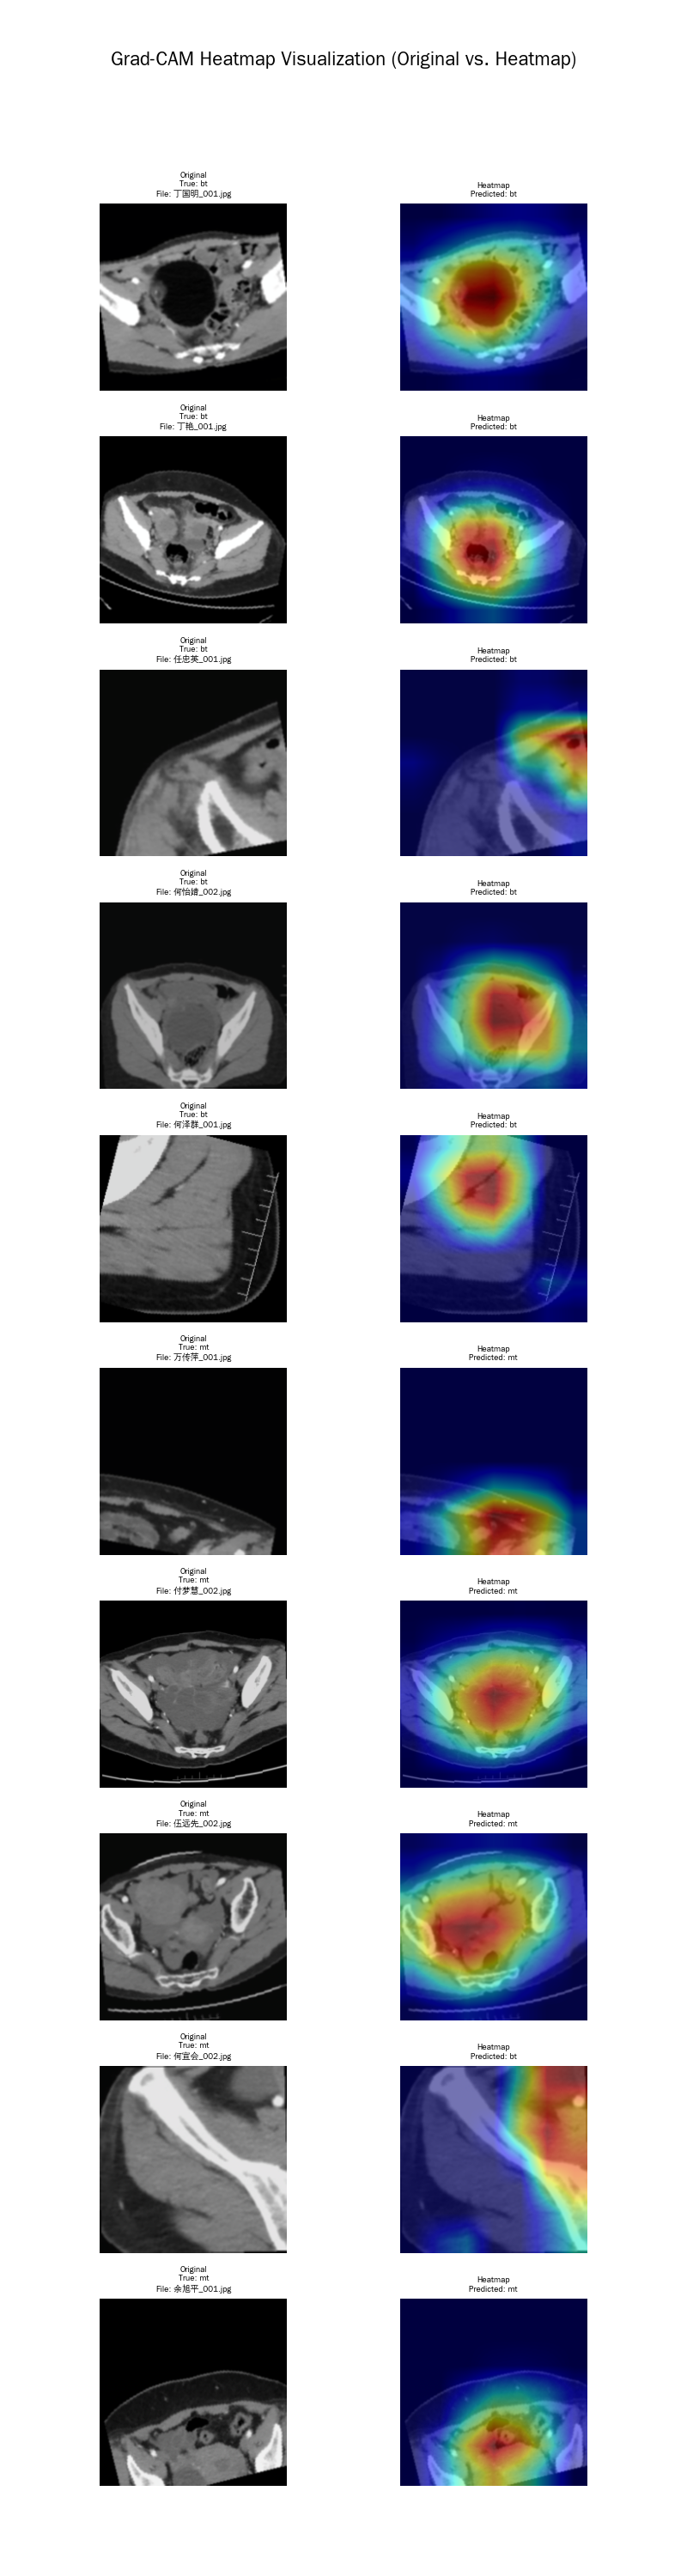 Grad-CAM Heatmap Visualization (Original vs. Heatmap)
Original
True: bt
File: 丁国明_001.jpg
Heatmap
Predicted: bt
Original
True: bt
File: 丁艳_001.jpg
Heatmap
Predicted: bt
Original
True: bt
File: 任忠英_001.jpg
Heatmap
Predicted: bt
Original
True: bt
File: 何怡婧_002.jpg
Heatmap
Predicted: bt
Original
True: bt
File: 何泽群_001.jpg
Heatmap
Predicted: bt
Original
True: mt
File: 万传萍_001.jpg
Heatmap
Predicted: mt
Original
True: mt
File: 付梦慧_002.jpg
Heatmap
Predicted: mt
Original
True: mt
File: 伍远先_002.jpg
Heatmap
Predicted: mt
Original
True: mt
File: 何宣会_002.jpg
Heatmap
Predicted: bt
Original
True: mt
File: 余旭平_001.jpg
Heatmap
Predicted: mt